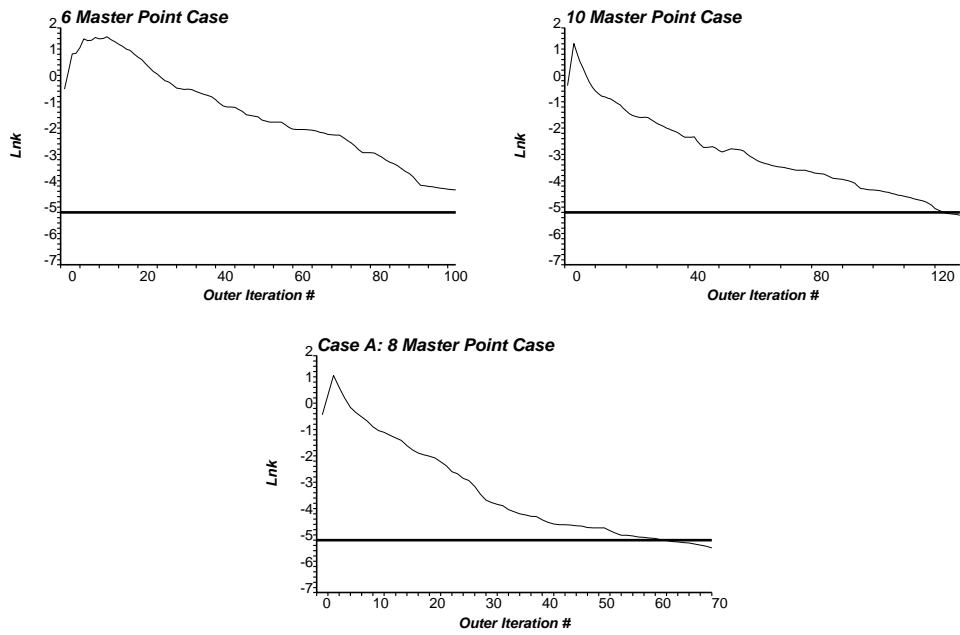 6 Master Point Case
2
1
0
-1
-2
-3
-4
-5
-6
-7
Lnk
0 20 40 60 80 100
Outer Iteration #
10 Master Point Case
2
1
0
-1
-2
-3
-4
-5
-6
-7
Lnk
0 40 80 120
Outer Iteration #
Case A: 8 Master Point Case
2
1
0
-1
-2
-3
-4
-5
-6
-7
Lnk
0 10 20 30 40 50 60 70
Outer Iteration #